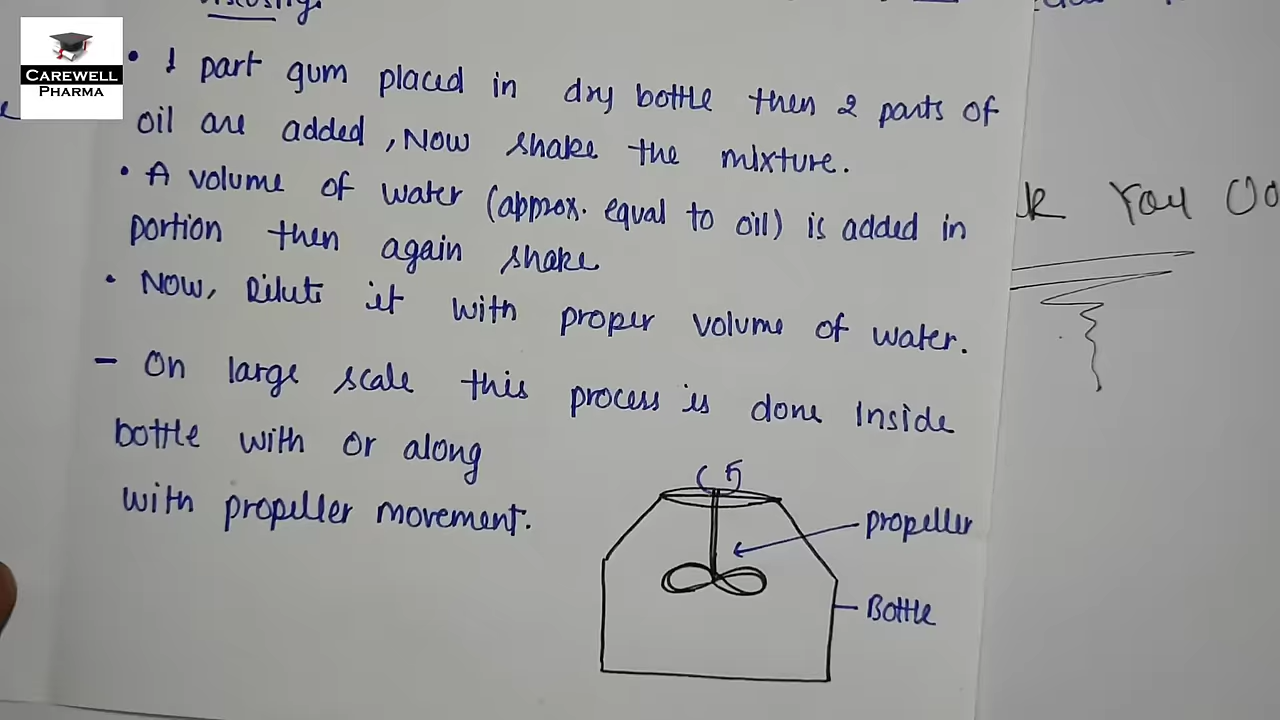 CAREWELL
PHARMA
viscosity.
• 1 part gum placed in dry bottle then 2 parts of
oil are added, Now shake the mixture.
• A volume of water (approx. equal to oil) is added in
portion then again shake
• Now, Dilute it with proper volume of water.
- On large scale this process is done inside
bottle with or along
with propeller movement.
propeller
Bottle
You